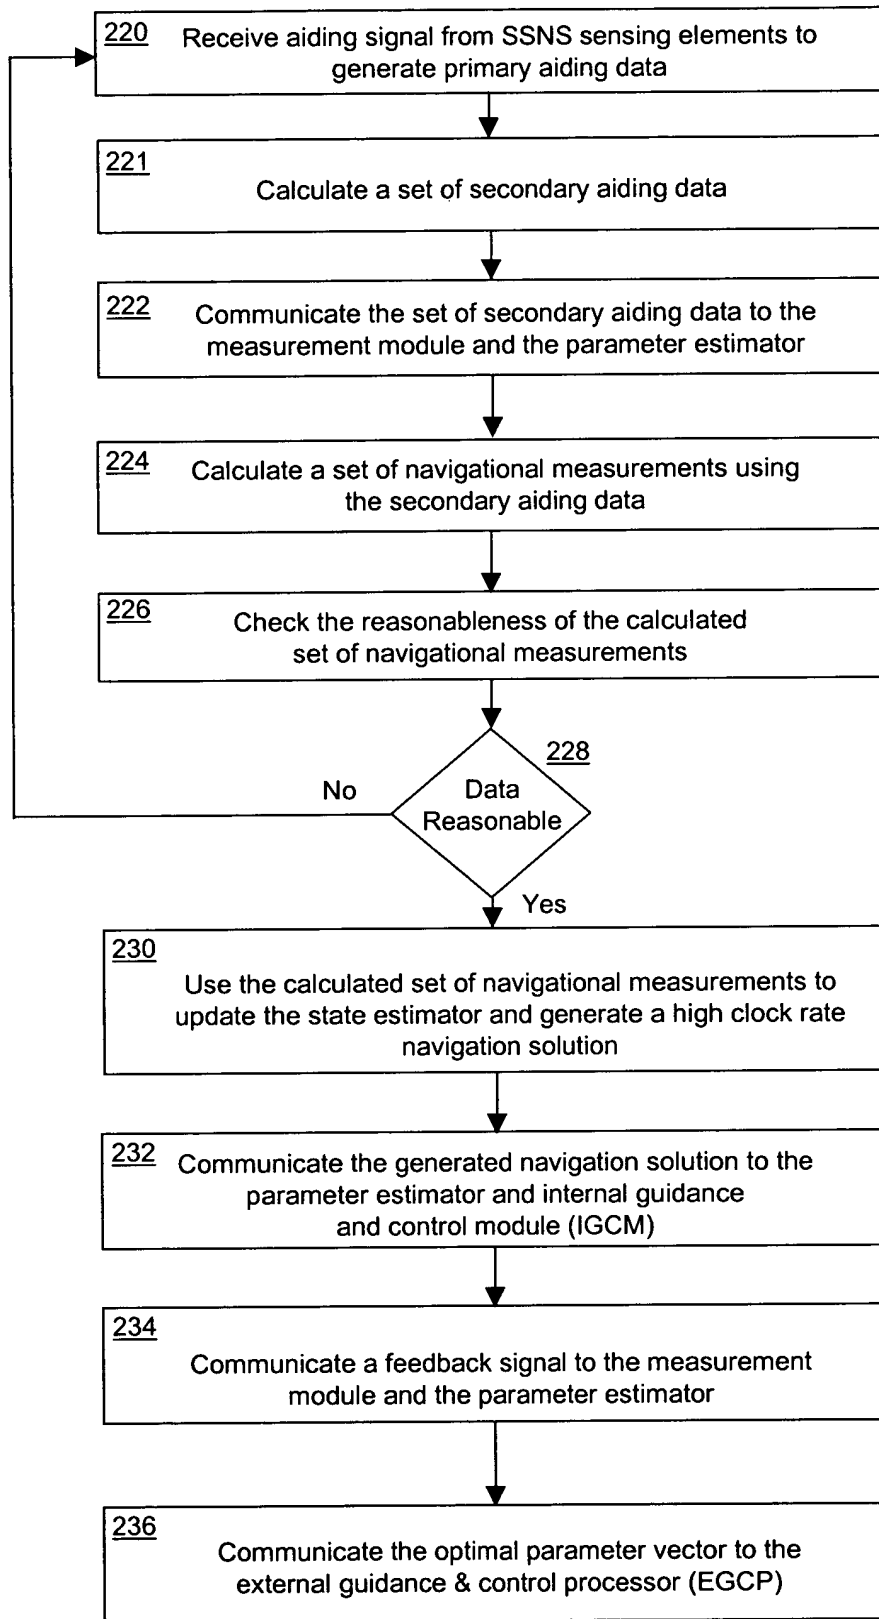 220 Receive aiding signal from SSNS sensing elements to
generate primary aiding data
221
Calculate a set of secondary aiding data
222 Communicate the set of secondary aiding data to the
measurement module and the parameter estimator
224
Calculate a set of navigational measurements using
the secondary aiding data
226
Check the reasonableness of the calculated
set of navigational measurements
228
No
Data
Reasonable
Yes
230
Use the calculated set of navigational measurements to
update the state estimator and generate a high clock rate
navigation solution
232 Communicate the generated navigation solution to the
parameter estimator and internal guidance
and control module (IGCM)
234
Communicate a feedback signal to the measurement
module and the parameter estimator
236
Communicate the optimal parameter vector to the
external guidance & control processor (EGCP)